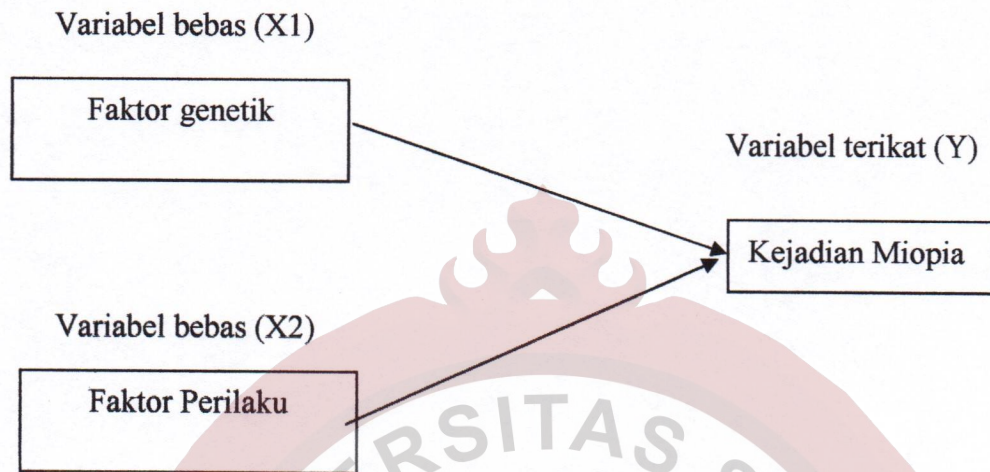 Variabel bebas (X1)
Faktor genetik
Variabel terikat (Y)
Kejadian Miopia
Variabel bebas (X2)
Faktor Perilaku